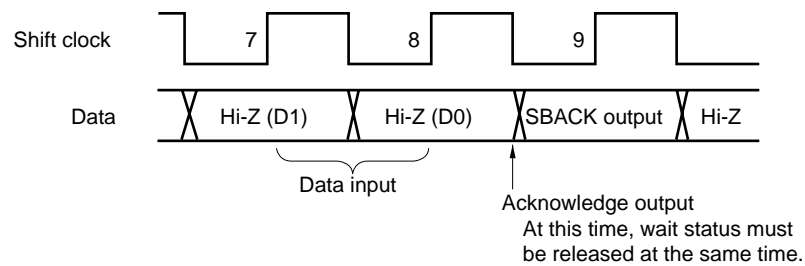 Shift clock 7 8 9
Data Hi-Z (D1) Hi-Z (D0) SBACK output Hi-Z
Data input
Acknowledge output
At this time, wait status must
be released at the same time.